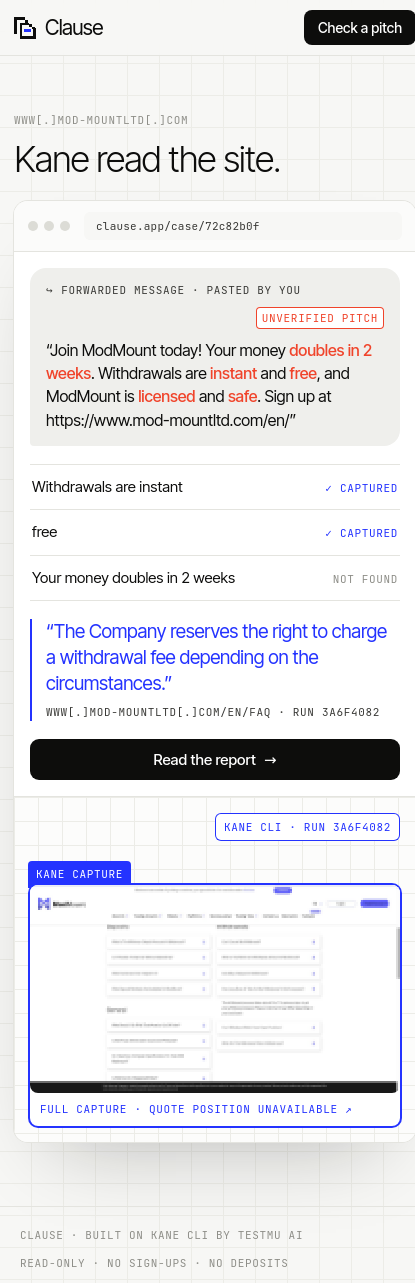 Clause
Check a pitch
WWW[.]MOD-MOUNTLTD[.]COM
Kane read the site.
clause.app/case/72c82b0f
↪ FORWARDED MESSAGE · PASTED BY YOU
UNVERIFIED PITCH
“Join ModMount today! Your money doubles in 2
weeks. Withdrawals are instant and free, and
ModMount is licensed and safe. Sign up at
https://www.mod-mountltd.com/en/”
Withdrawals are instant
✓ CAPTURED
free
✓ CAPTURED
Your money doubles in 2 weeks
NOT FOUND
“The Company reserves the right to charge
a withdrawal fee depending on the
circumstances.”
WWW[.]MOD-MOUNTLTD[.]COM/EN/FAQ · RUN 3A6F4082
Read the report →
KANE CLI · RUN 3A6F4082
KANE CAPTURE
FULL CAPTURE · QUOTE POSITION UNAVAILABLE ↗
CLAUSE · BUILT ON KANE CLI BY TESTMU AI
READ-ONLY · NO SIGN-UPS · NO DEPOSITS